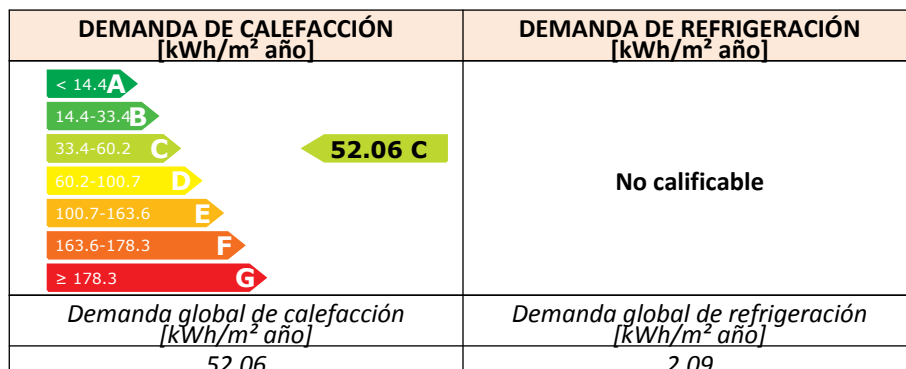 DEMANDA DE CALEFACCIÓN
[kWh/m² año]
DEMANDA DE REFRIGERACIÓN
[kWh/m² año]
< 14.4 A
14.4-33.4 B
33.4-60.2 C
52.06 C
60.2-100.7 D
100.7-163.6 E
163.6-178.3 F
≥ 178.3 G
No calificable
Demanda global de calefacción
[kWh/m² año]
Demanda global de refrigeración
[kWh/m² año]
52.06
2.09